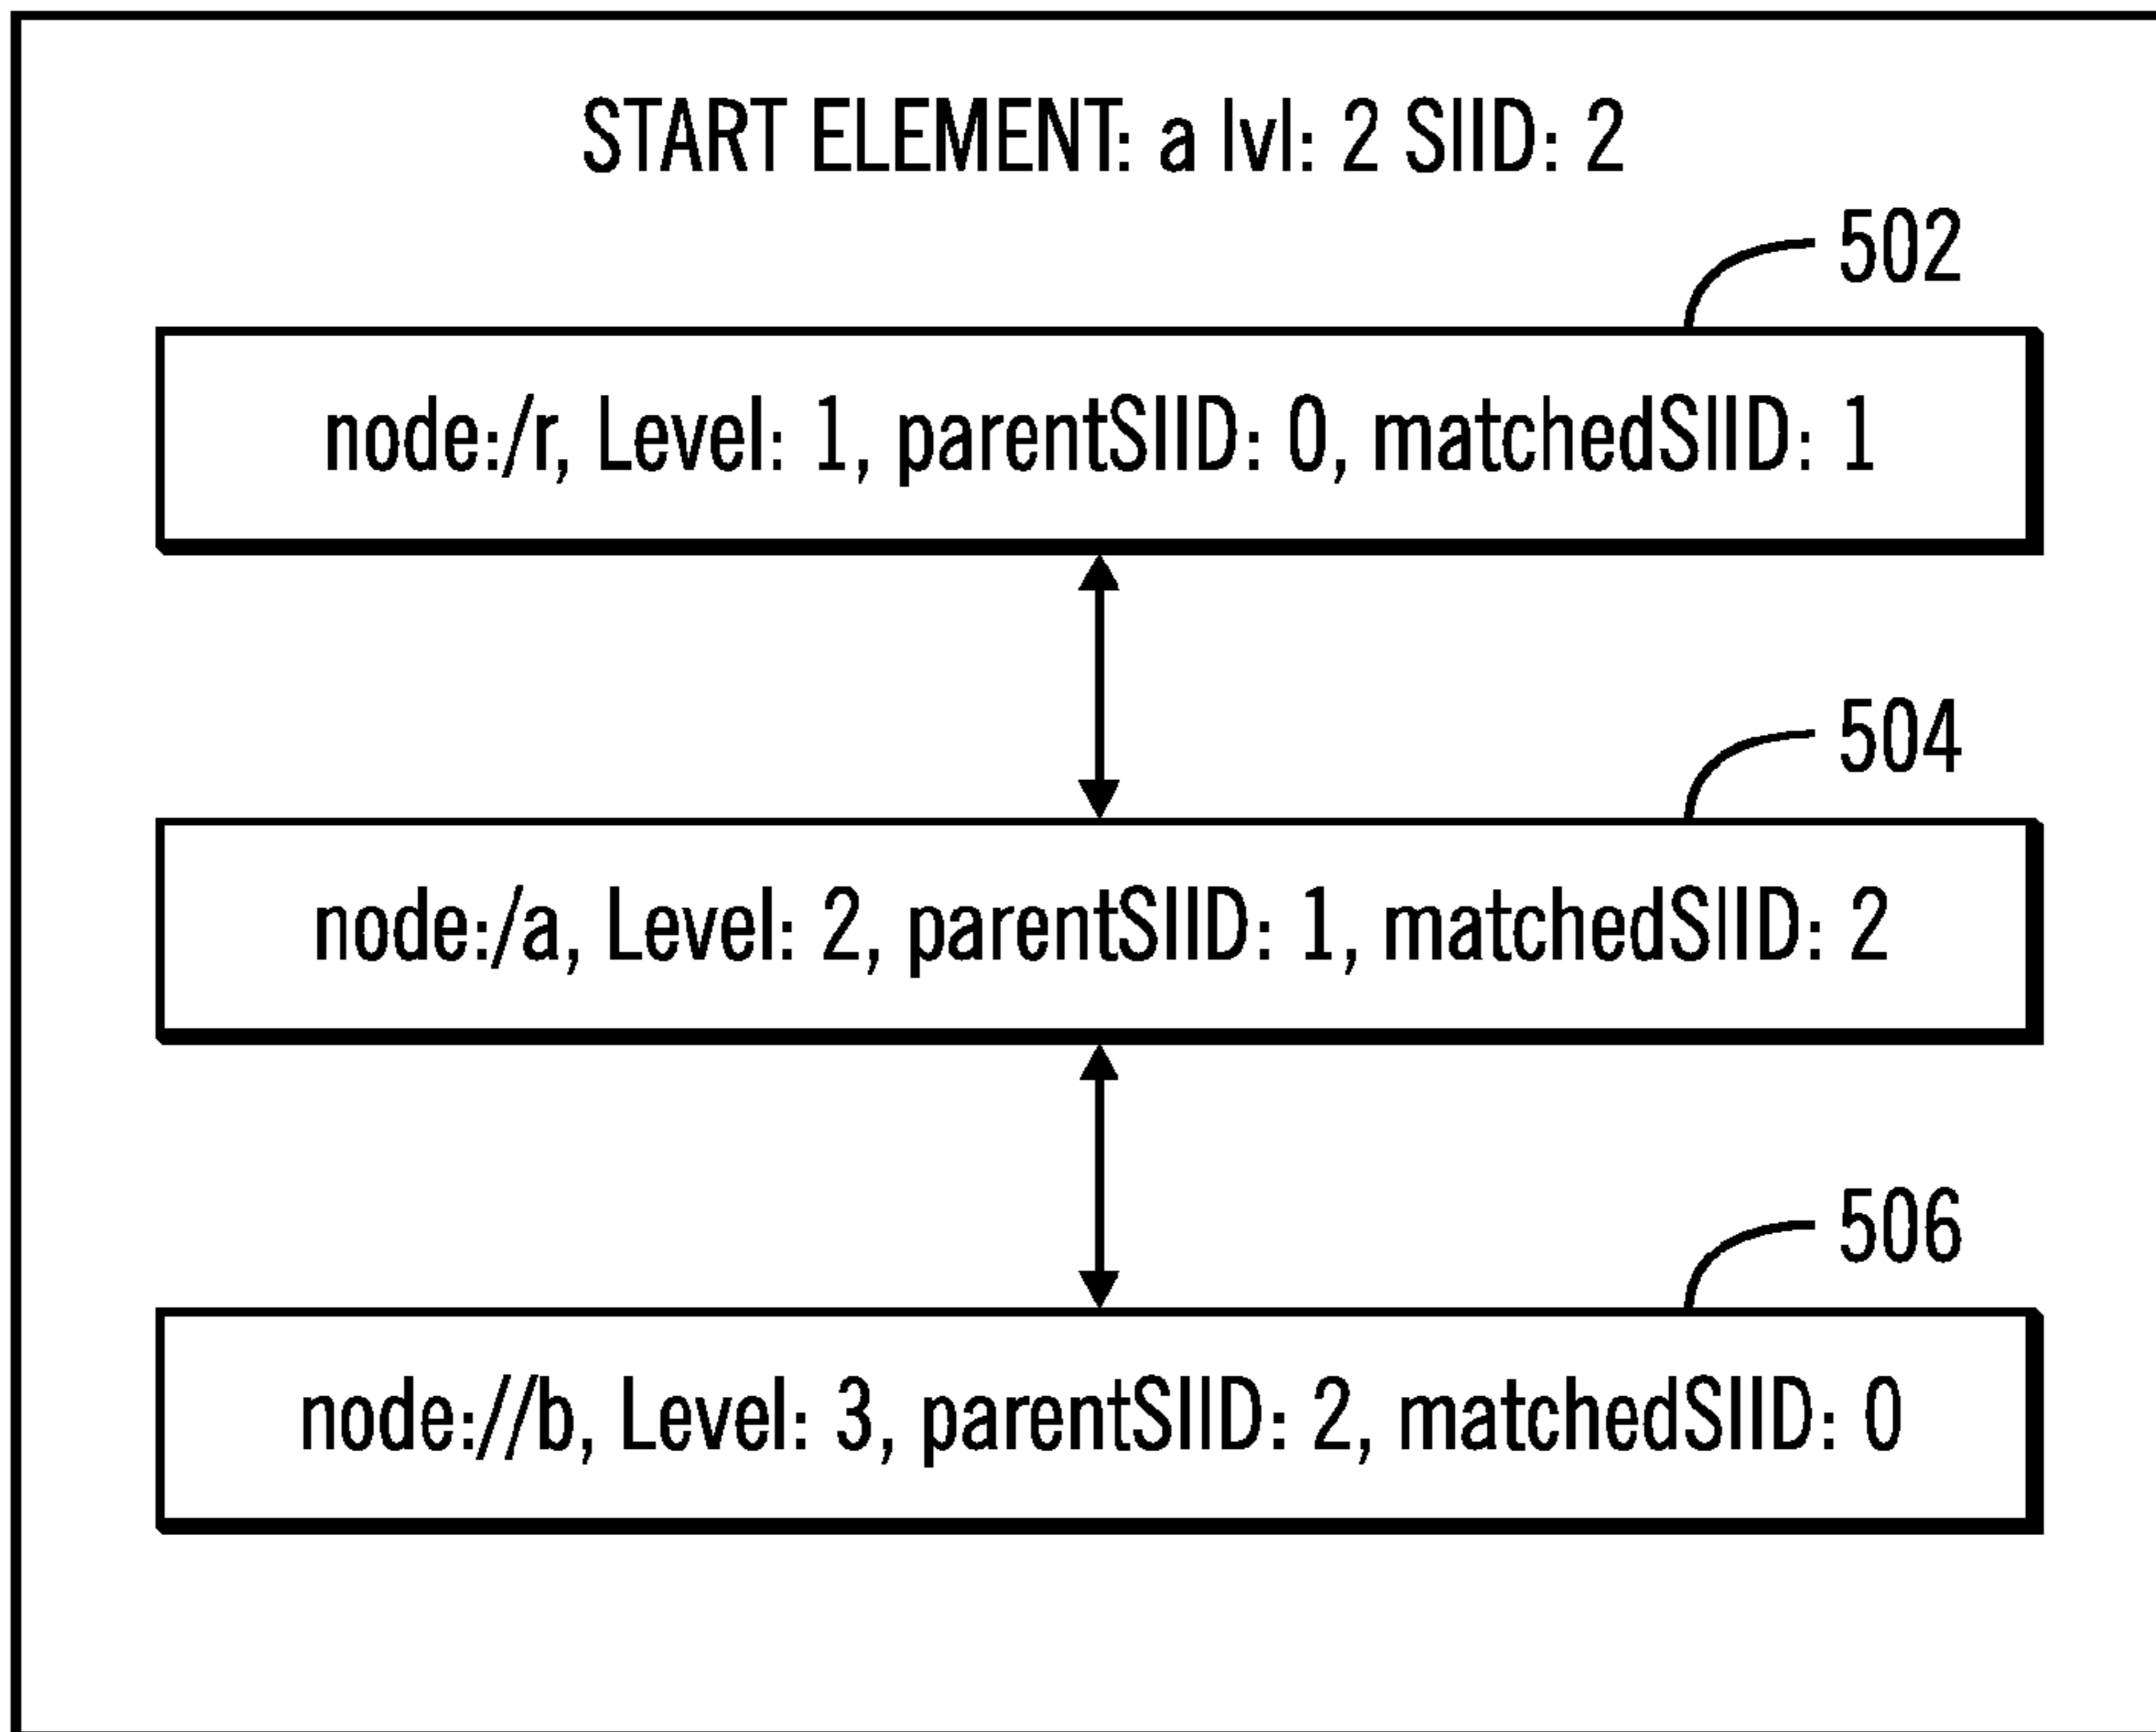 START ELEMENT: a lvl: 2 SIID: 2
502
node:/r, Level: 1, parentSIID: 0, matchedSIID: 1
504
node:/a, Level: 2, parentSIID: 1, matchedSIID: 2
506
node://b, Level: 3, parentSIID: 2, matchedSIID: 0